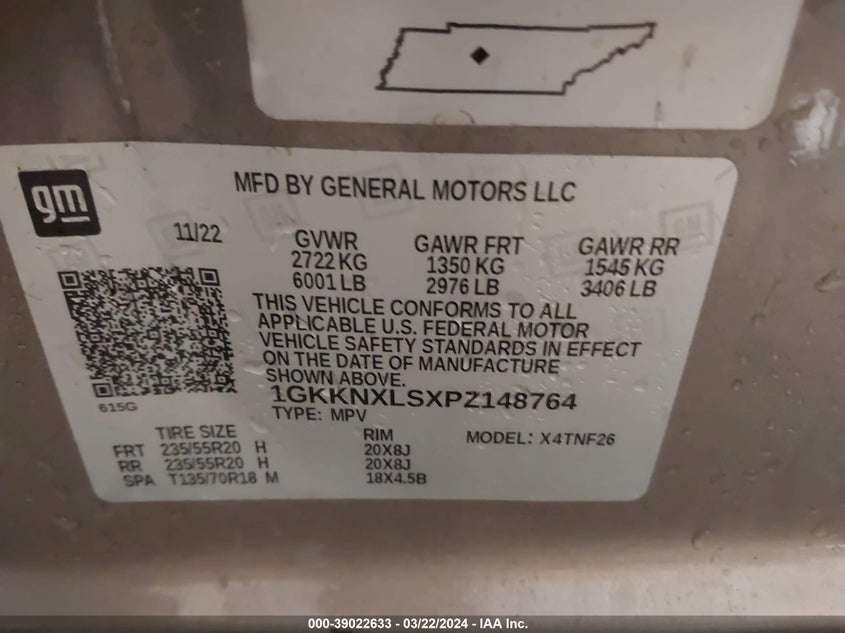 gm
MFD BY GENERAL MOTORS LLC
11/22 GVWR GAWR FRT GAWR RR
2722 KG 1350 KG 1545 KG
6001 LB 2976 LB 3406 LB
THIS VEHICLE CONFORMS TO ALL
APPLICABLE U.S. FEDERAL MOTOR
VEHICLE SAFETY STANDARDS IN EFFECT
ON THE DATE OF MANUFACTURE
SHOWN ABOVE.
1GKKNXLSXPZ148764
615G
TYPE: MPV
MODEL: X4TNF26
TIRE SIZE RIM
FRT 235/55R20 H 20X8J
RR 235/55R20 H 20X8J
SPA T135/70R18 M 18X4.5B
000-39022633 - 03/22/2024 - IAA Inc.